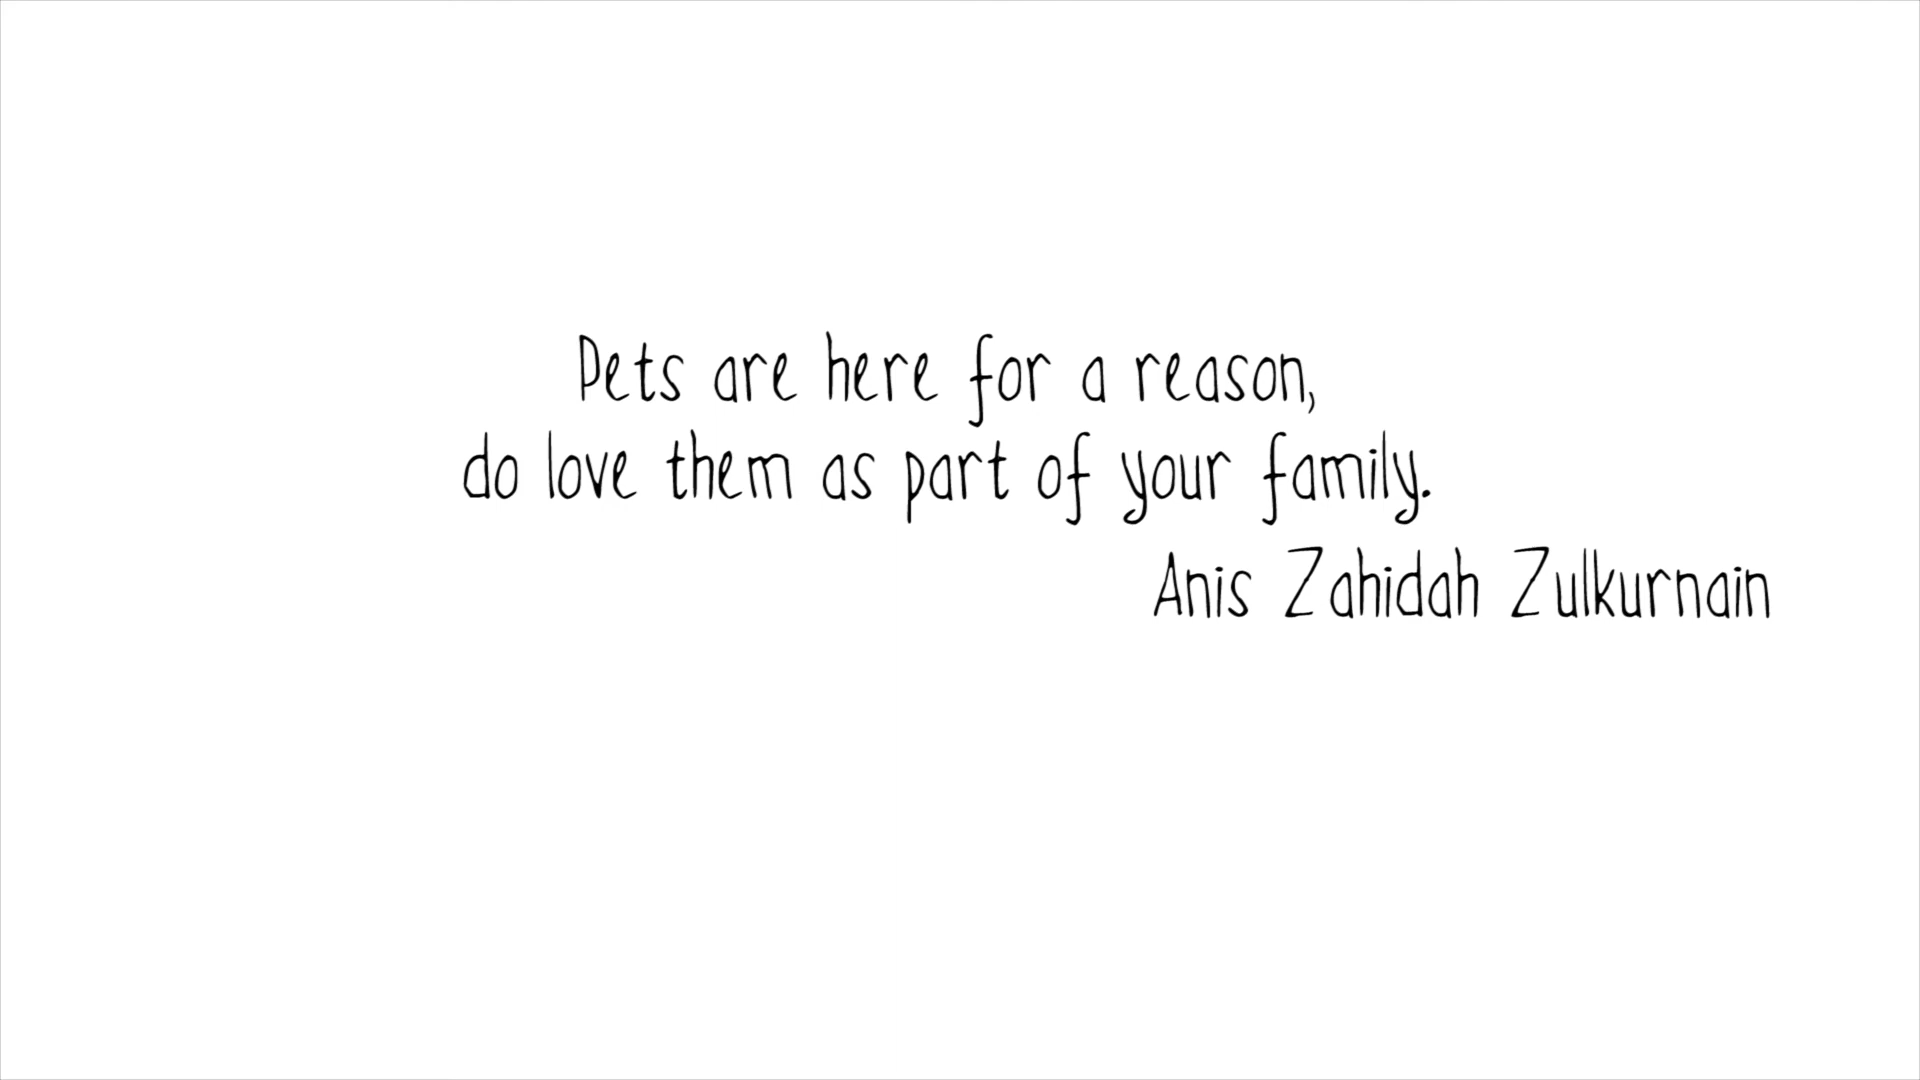 Pets are here for a reason,
do love them as part of your family.
Anis Zahidah Zulkurnain